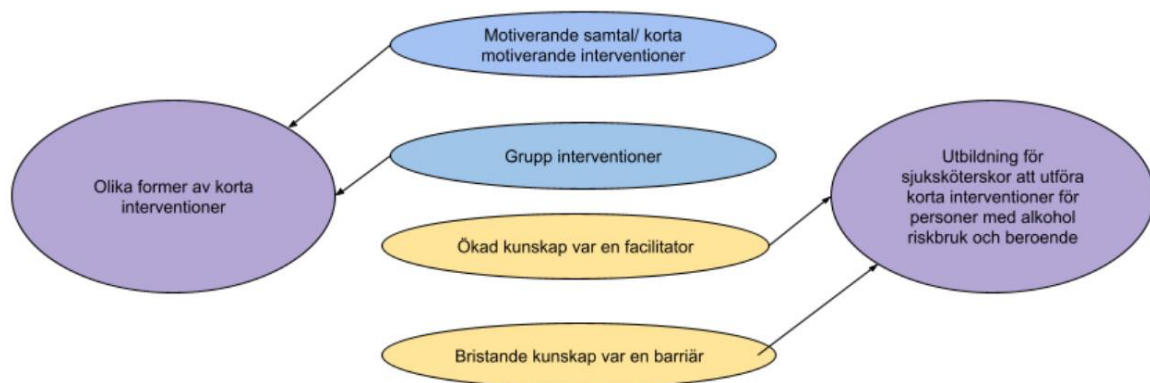 Motiverande samtal/ korta
motiverande interventioner
Olika former av korta
interventioner
Grupp interventioner
Ökad kunskap var en facilitator
Bristande kunskap var en barriär
Utbildning för
sjuksköterskor att utföra
korta interventioner för
personer med alkohol
riskbruk och beroende